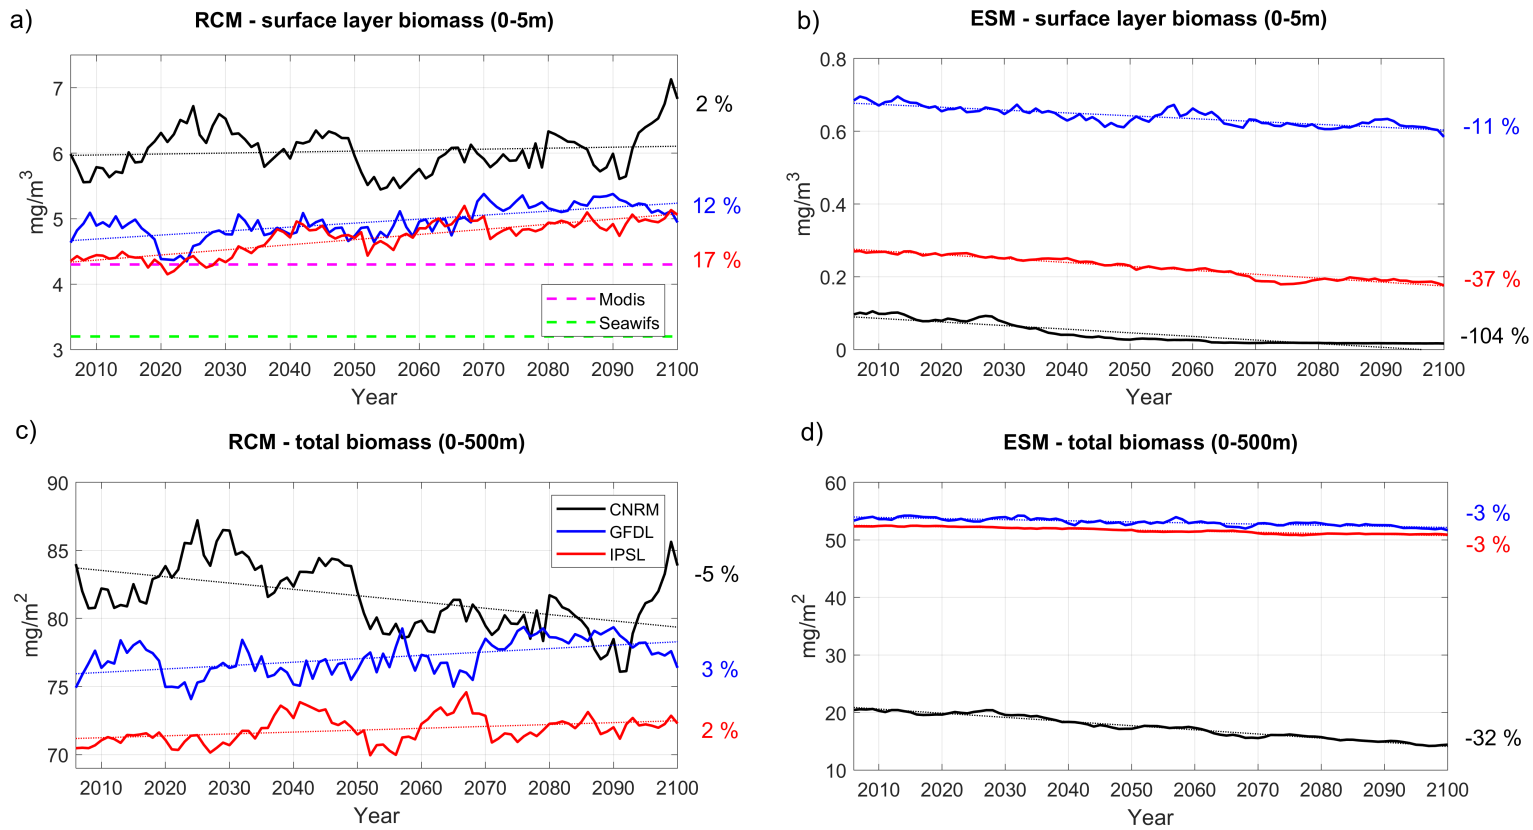 a)
RCM - surface layer biomass (0-5m)
7
6
5
4
3
mg/m3
2 %
12 %
17 %
Modis
Seawifs
2010 2020 2030 2040 2050 2060 2070 2080 2090 2100
Year
b)
ESM - surface layer biomass (0-5m)
0.8
0.6
0.4
0.2
0
mg/m3
-11 %
-37 %
-104 %
2010 2020 2030 2040 2050 2060 2070 2080 2090 2100
Year
c)
RCM - total biomass (0-500m)
90
85
80
75
70
mg/m2
CNRM
GFDL
IPSL
-5 %
3 %
2 %
2010 2020 2030 2040 2050 2060 2070 2080 2090 2100
Year
d)
ESM - total biomass (0-500m)
60
50
40
30
20
10
mg/m2
-3 %
-3 %
-32 %
2010 2020 2030 2040 2050 2060 2070 2080 2090 2100
Year